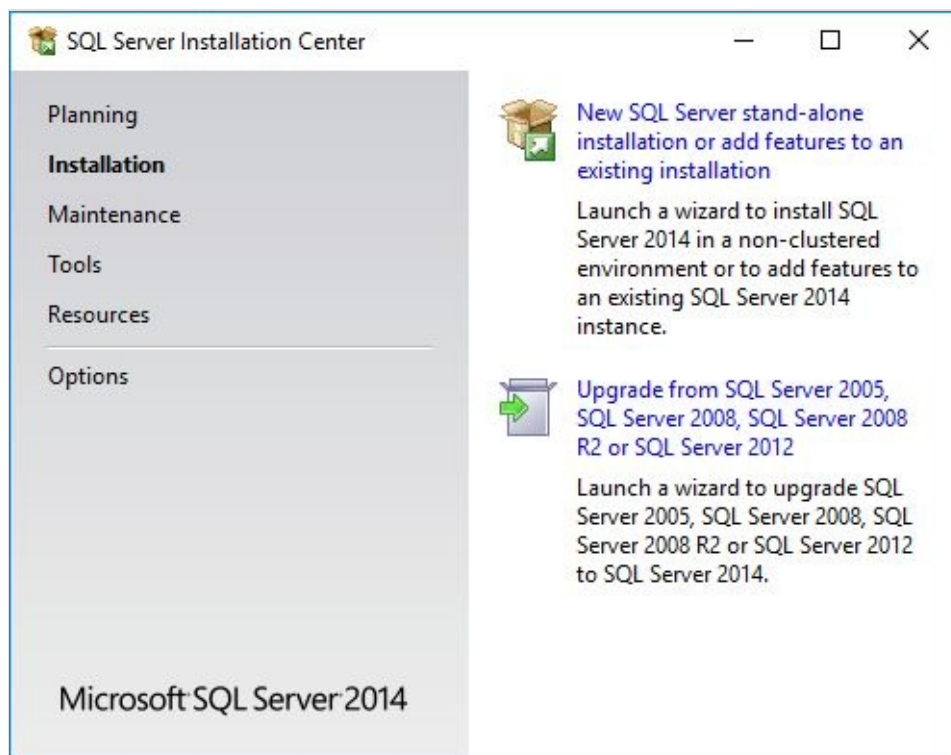 SQL Server Installation Center
Planning
Installation
Maintenance
Tools
Resources
Options
Microsoft SQL Server 2014
New SQL Server stand-alone
installation or add features to an
existing installation
Launch a wizard to install SQL
Server 2014 in a non-clustered
environment or to add features to
an existing SQL Server 2014
instance.
Upgrade from SQL Server 2005,
SQL Server 2008, SQL Server 2008
R2 or SQL Server 2012
Launch a wizard to upgrade SQL
Server 2005, SQL Server 2008, SQL
Server 2008 R2 or SQL Server 2012
to SQL Server 2014.